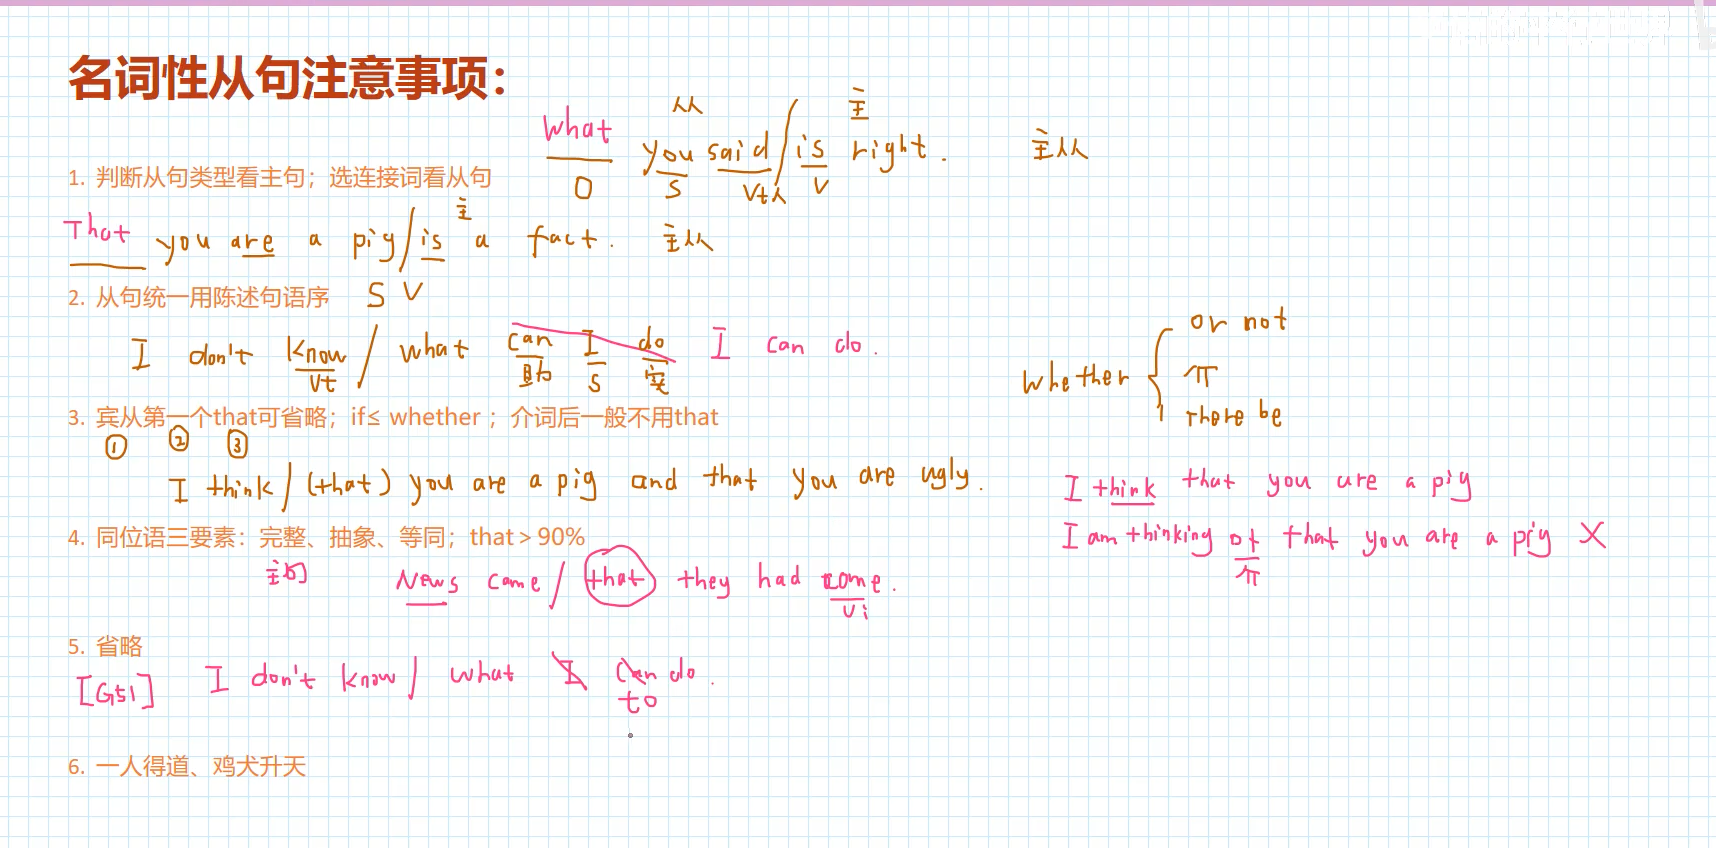 名词性从句注意事项：
从 主
What you said / is right. 主从
O S Vt人 V
1. 判断从句类型看主句；选连接词看从句
主
That you are a pig / is a fact. 主从
2. 从句统一用陈述句语序 S V
I don't know / what can I do I can do.
Vt 助 S 实
whether { or not
介
There be
3. 宾从第一个that可省略；if≤ whether ；介词后一般不用that
① ② ③
I think / (that) you are a pig and that you are ugly.
I think that you are a pig
I am thinking of that you are a pig X
介
4. 同位语三要素：完整、抽象、等同；that＞90%
主句 News came / that they had come.
Vi
5. 省略
[G51] I don't know / what I can do.
to
6. 一人得道、鸡犬升天